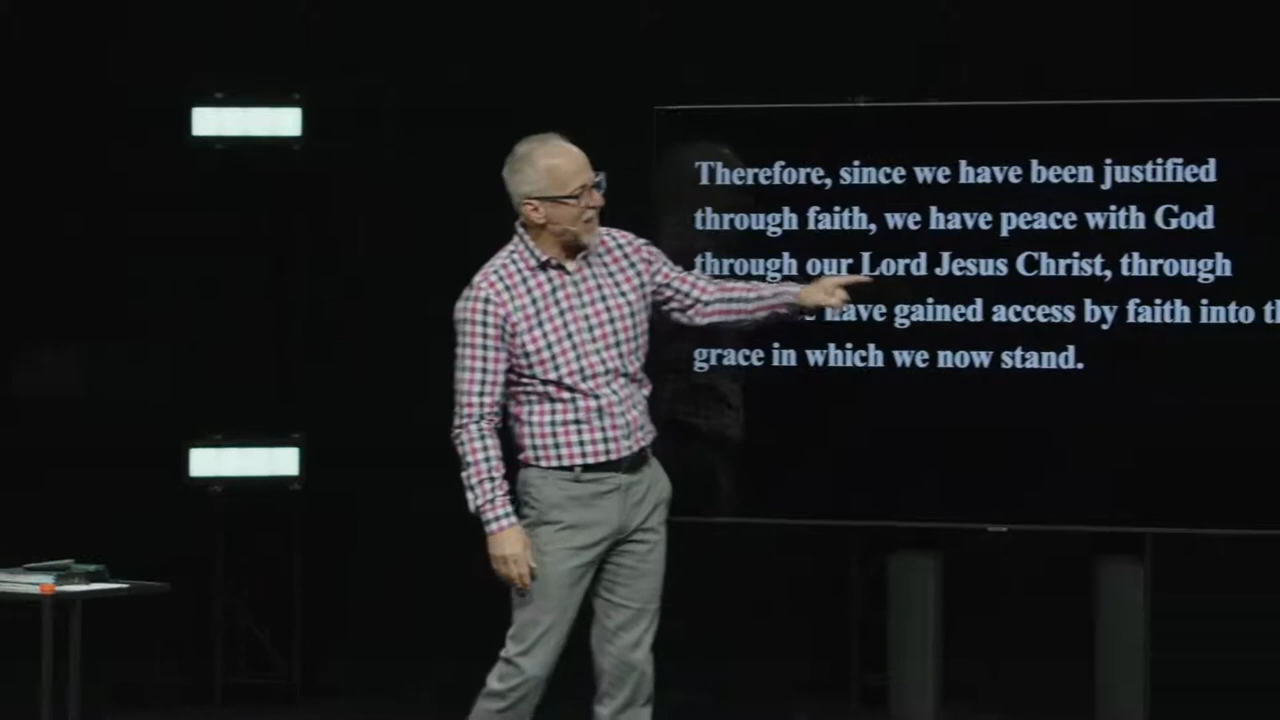 Therefore, since we have been justified
through faith, we have peace with God
through our Lord Jesus Christ, through
have gained access by faith into
grace in which we now stand.